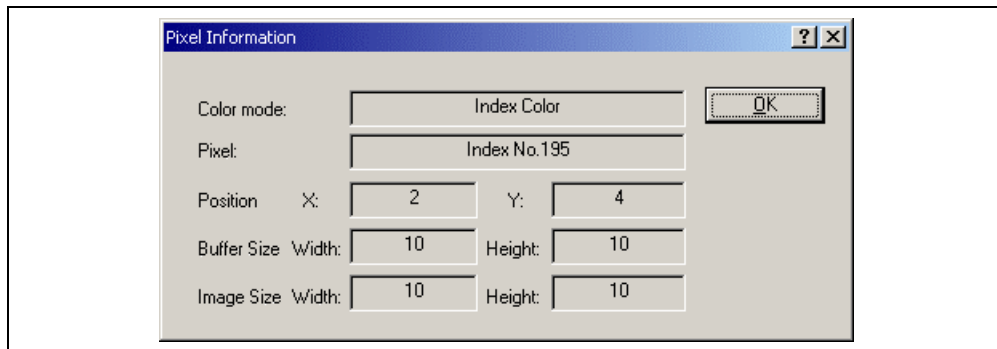 Pixel Information
Color mode: Index Color OK
Pixel: Index No.195
Position X: 2 Y: 4
Buffer Size Width: 10 Height: 10
Image Size Width: 10 Height: 10